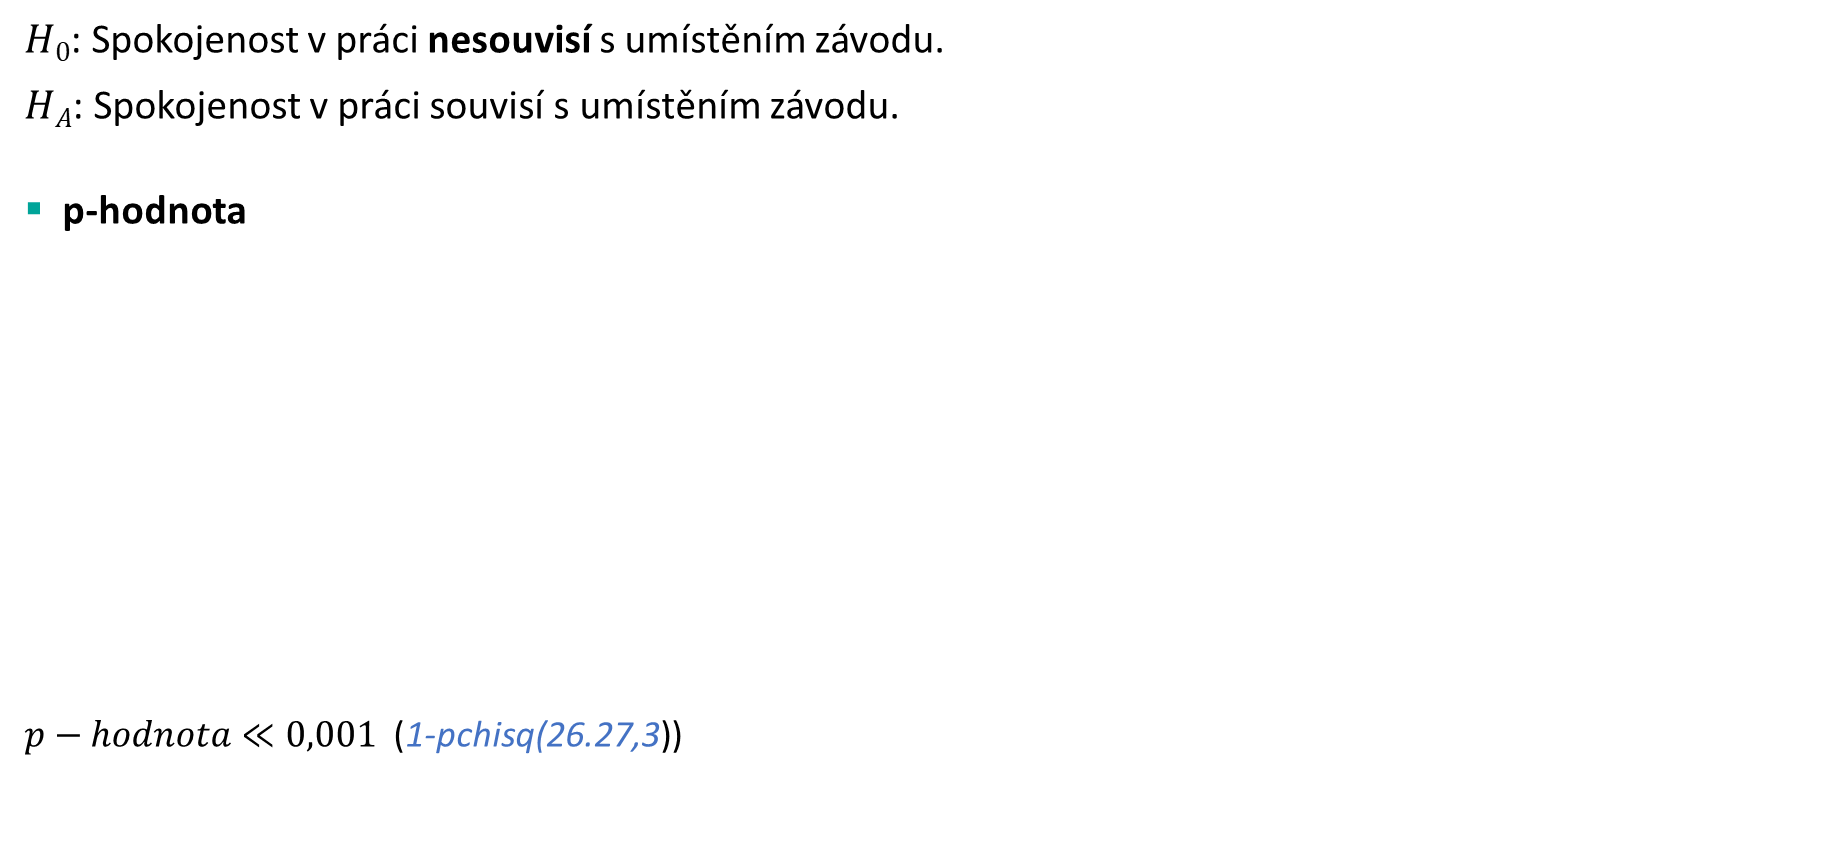 H₀: Spokojenost v práci nesouvisí s umístěním závodu.
H_A: Spokojenost v práci souvisí s umístěním závodu.
▪ p-hodnota
p − hodnota ≪ 0,001 (1-pchisq(26.27,3))